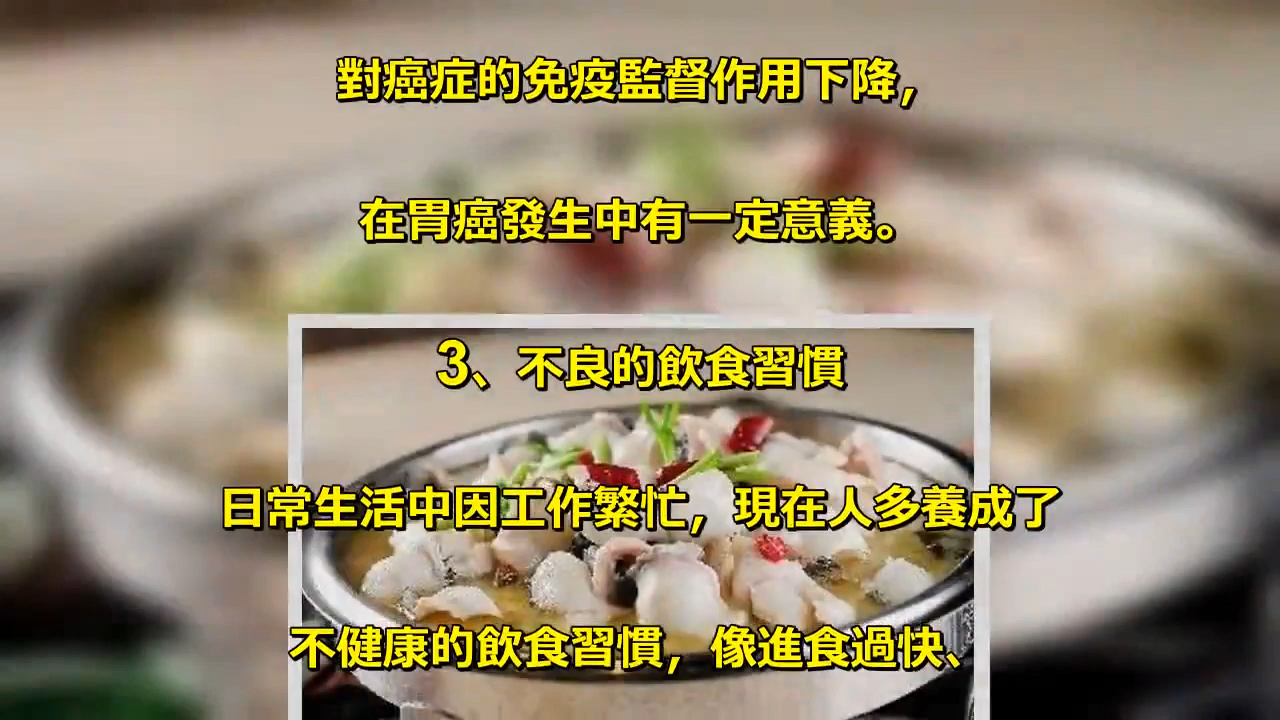 對癌症的免疫監督作用下降，
在胃癌發生中有一定意義。
3、不良的飲食習慣
日常生活中因工作繁忙，現在人多養成了
不健康的飲食習慣，像進食過快、